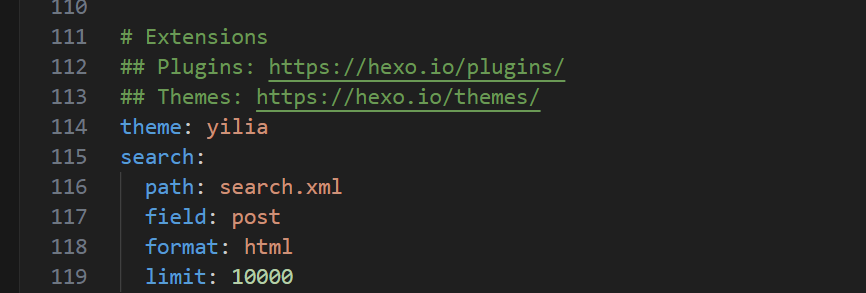 110
111 # Extensions
112 ## Plugins: https://hexo.io/plugins/
113 ## Themes: https://hexo.io/themes/
114 theme: yilia
115 search:
116   path: search.xml
117   field: post
118   format: html
119   limit: 10000